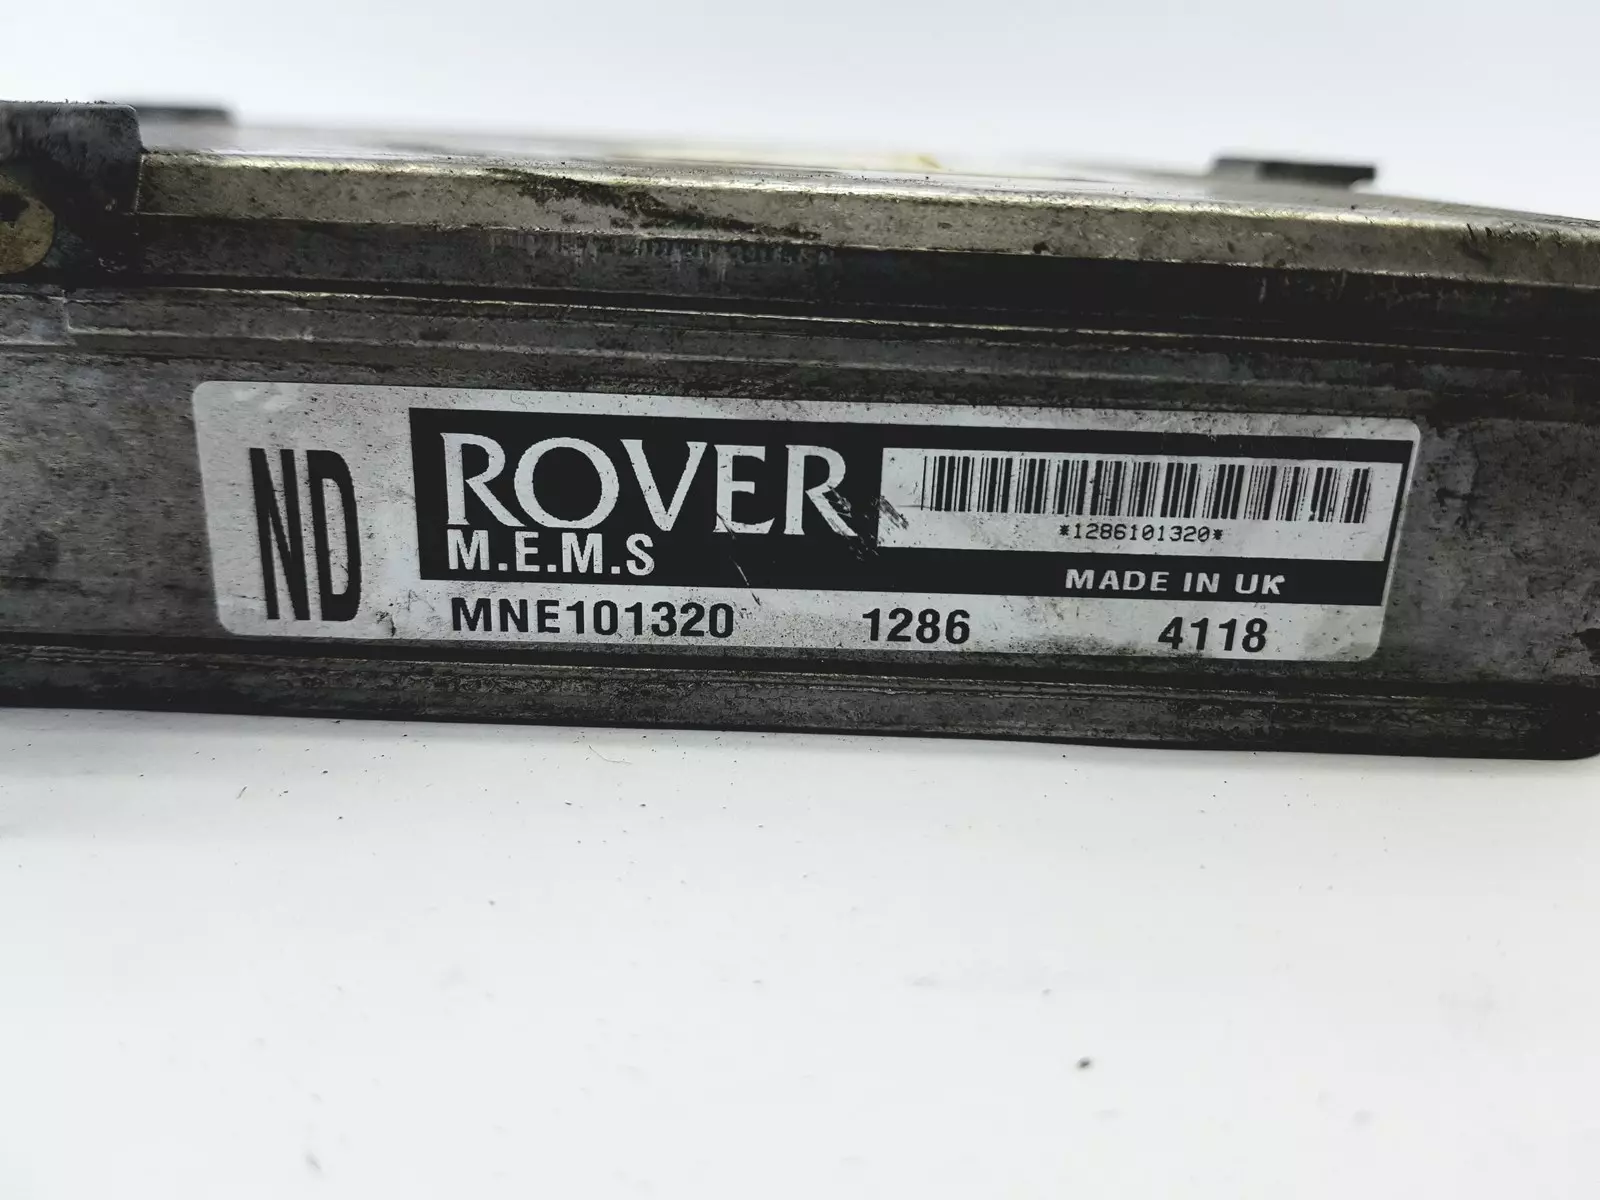 ND
ROVER
M.E.M.S
*1286101320*
MADE IN UK
MNE101320 1286 4118